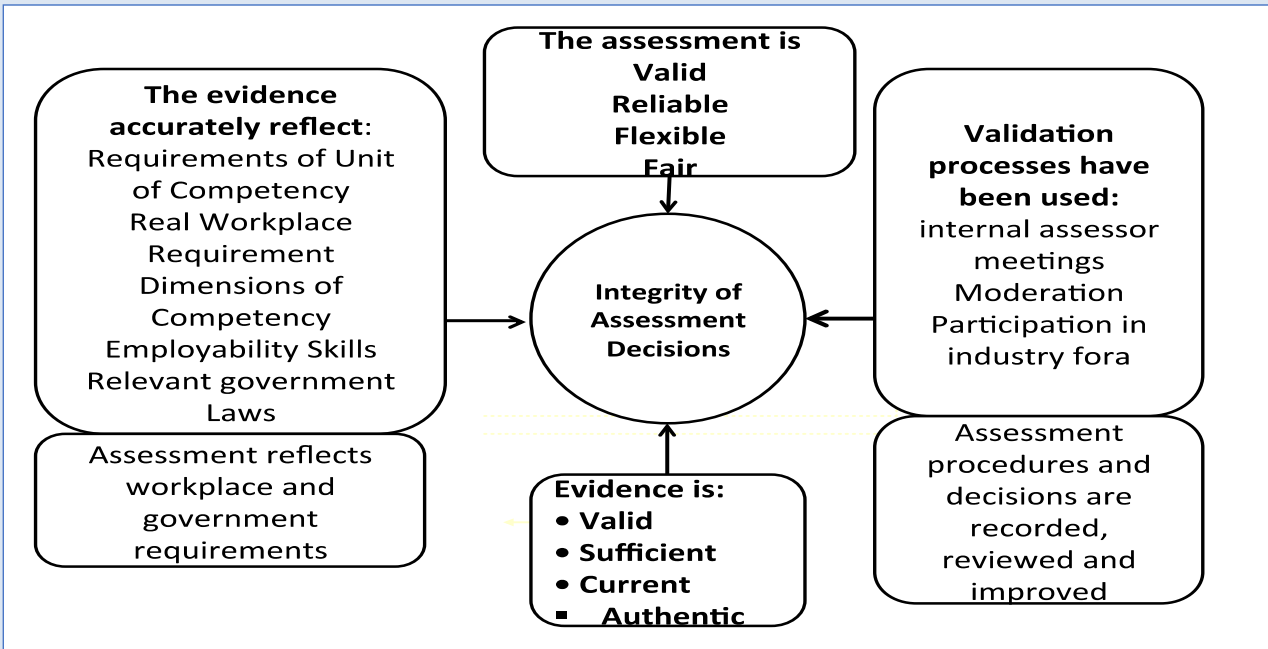 The assessment is
Valid
Reliable
Flexible
Fair
The evidence
accurately reflect:
Requirements of Unit
of Competency
Real Workplace
Requirement
Dimensions of
Competency
Employability Skills
Relevant government
Laws
Assessment reflects
workplace and
government
requirements
Integrity of
Assessment
Decisions
Evidence is:
• Valid
• Sufficient
• Current
▪ Authentic
Validation
processes have
been used:
internal assessor
meetings
Moderation
Participation in
industry fora
Assessment
procedures and
decisions are
recorded,
reviewed and
improved